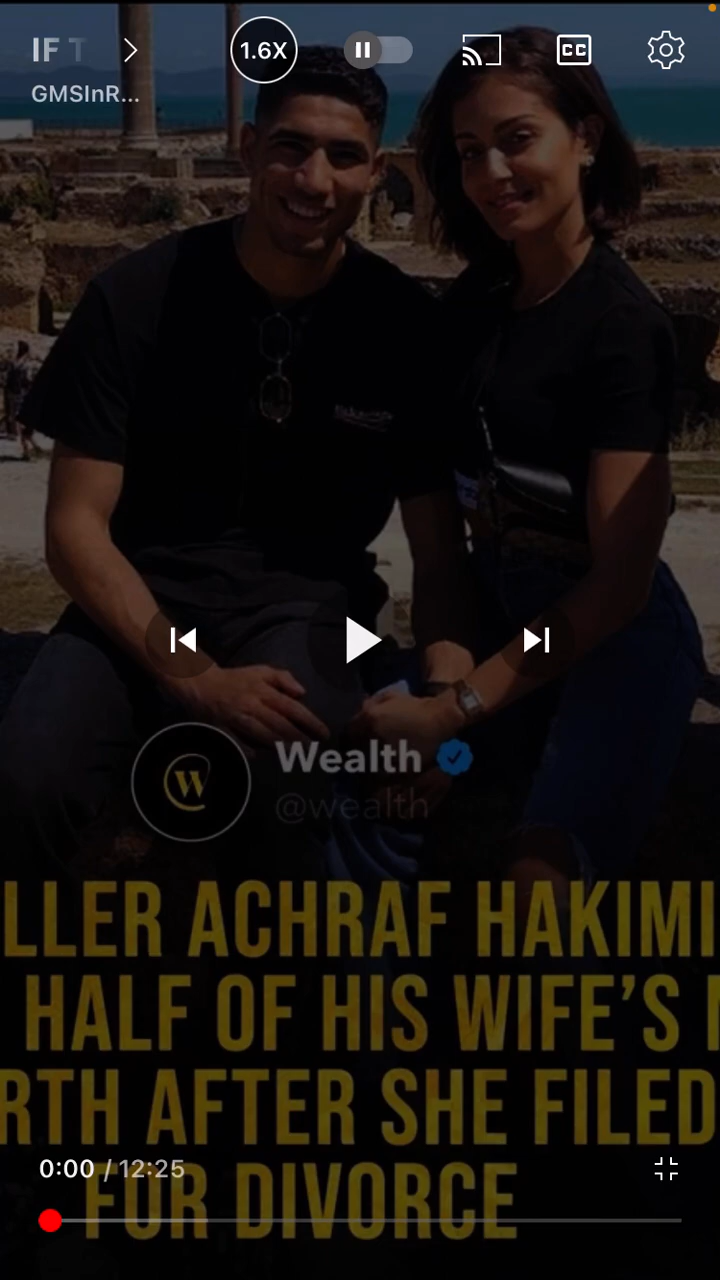 IF T
1.6X
CC
GMSInR...
W
Wealth
@wealth
LLER ACHRAF HAKIMI
HALF OF HIS WIFE’S
RTH AFTER SHE FILED
FOR DIVORCE
0:00 / 12:25